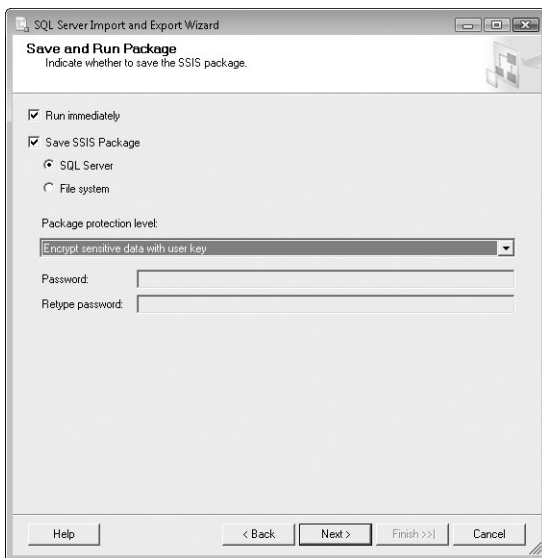 SQL Server Import and Export Wizard
Save and Run Package
Indicate whether to save the SSIS package.
Run immediately
Save SSIS Package
SQL Server
File system
Package protection level:
Encrypt sensitive data with user key
Password:
Retype password:
Help
< Back
Next >
Finish >>|
Cancel